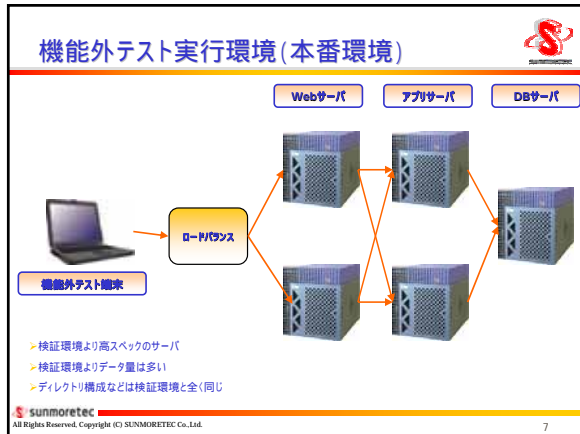 機能外テスト実行環境(本番環境)
Webサーバ
アプリサーバ
DBサーバ
ロードバランス
機能外テスト端末
検証環境より高スペックのサーバ
検証環境よりデータ量は多い
ディレクトリ構成などは検証環境と全く同じ
sunmoretec
All Rights Reserved, Copyright (C) SUNMORETEC Co.,Ltd.
7